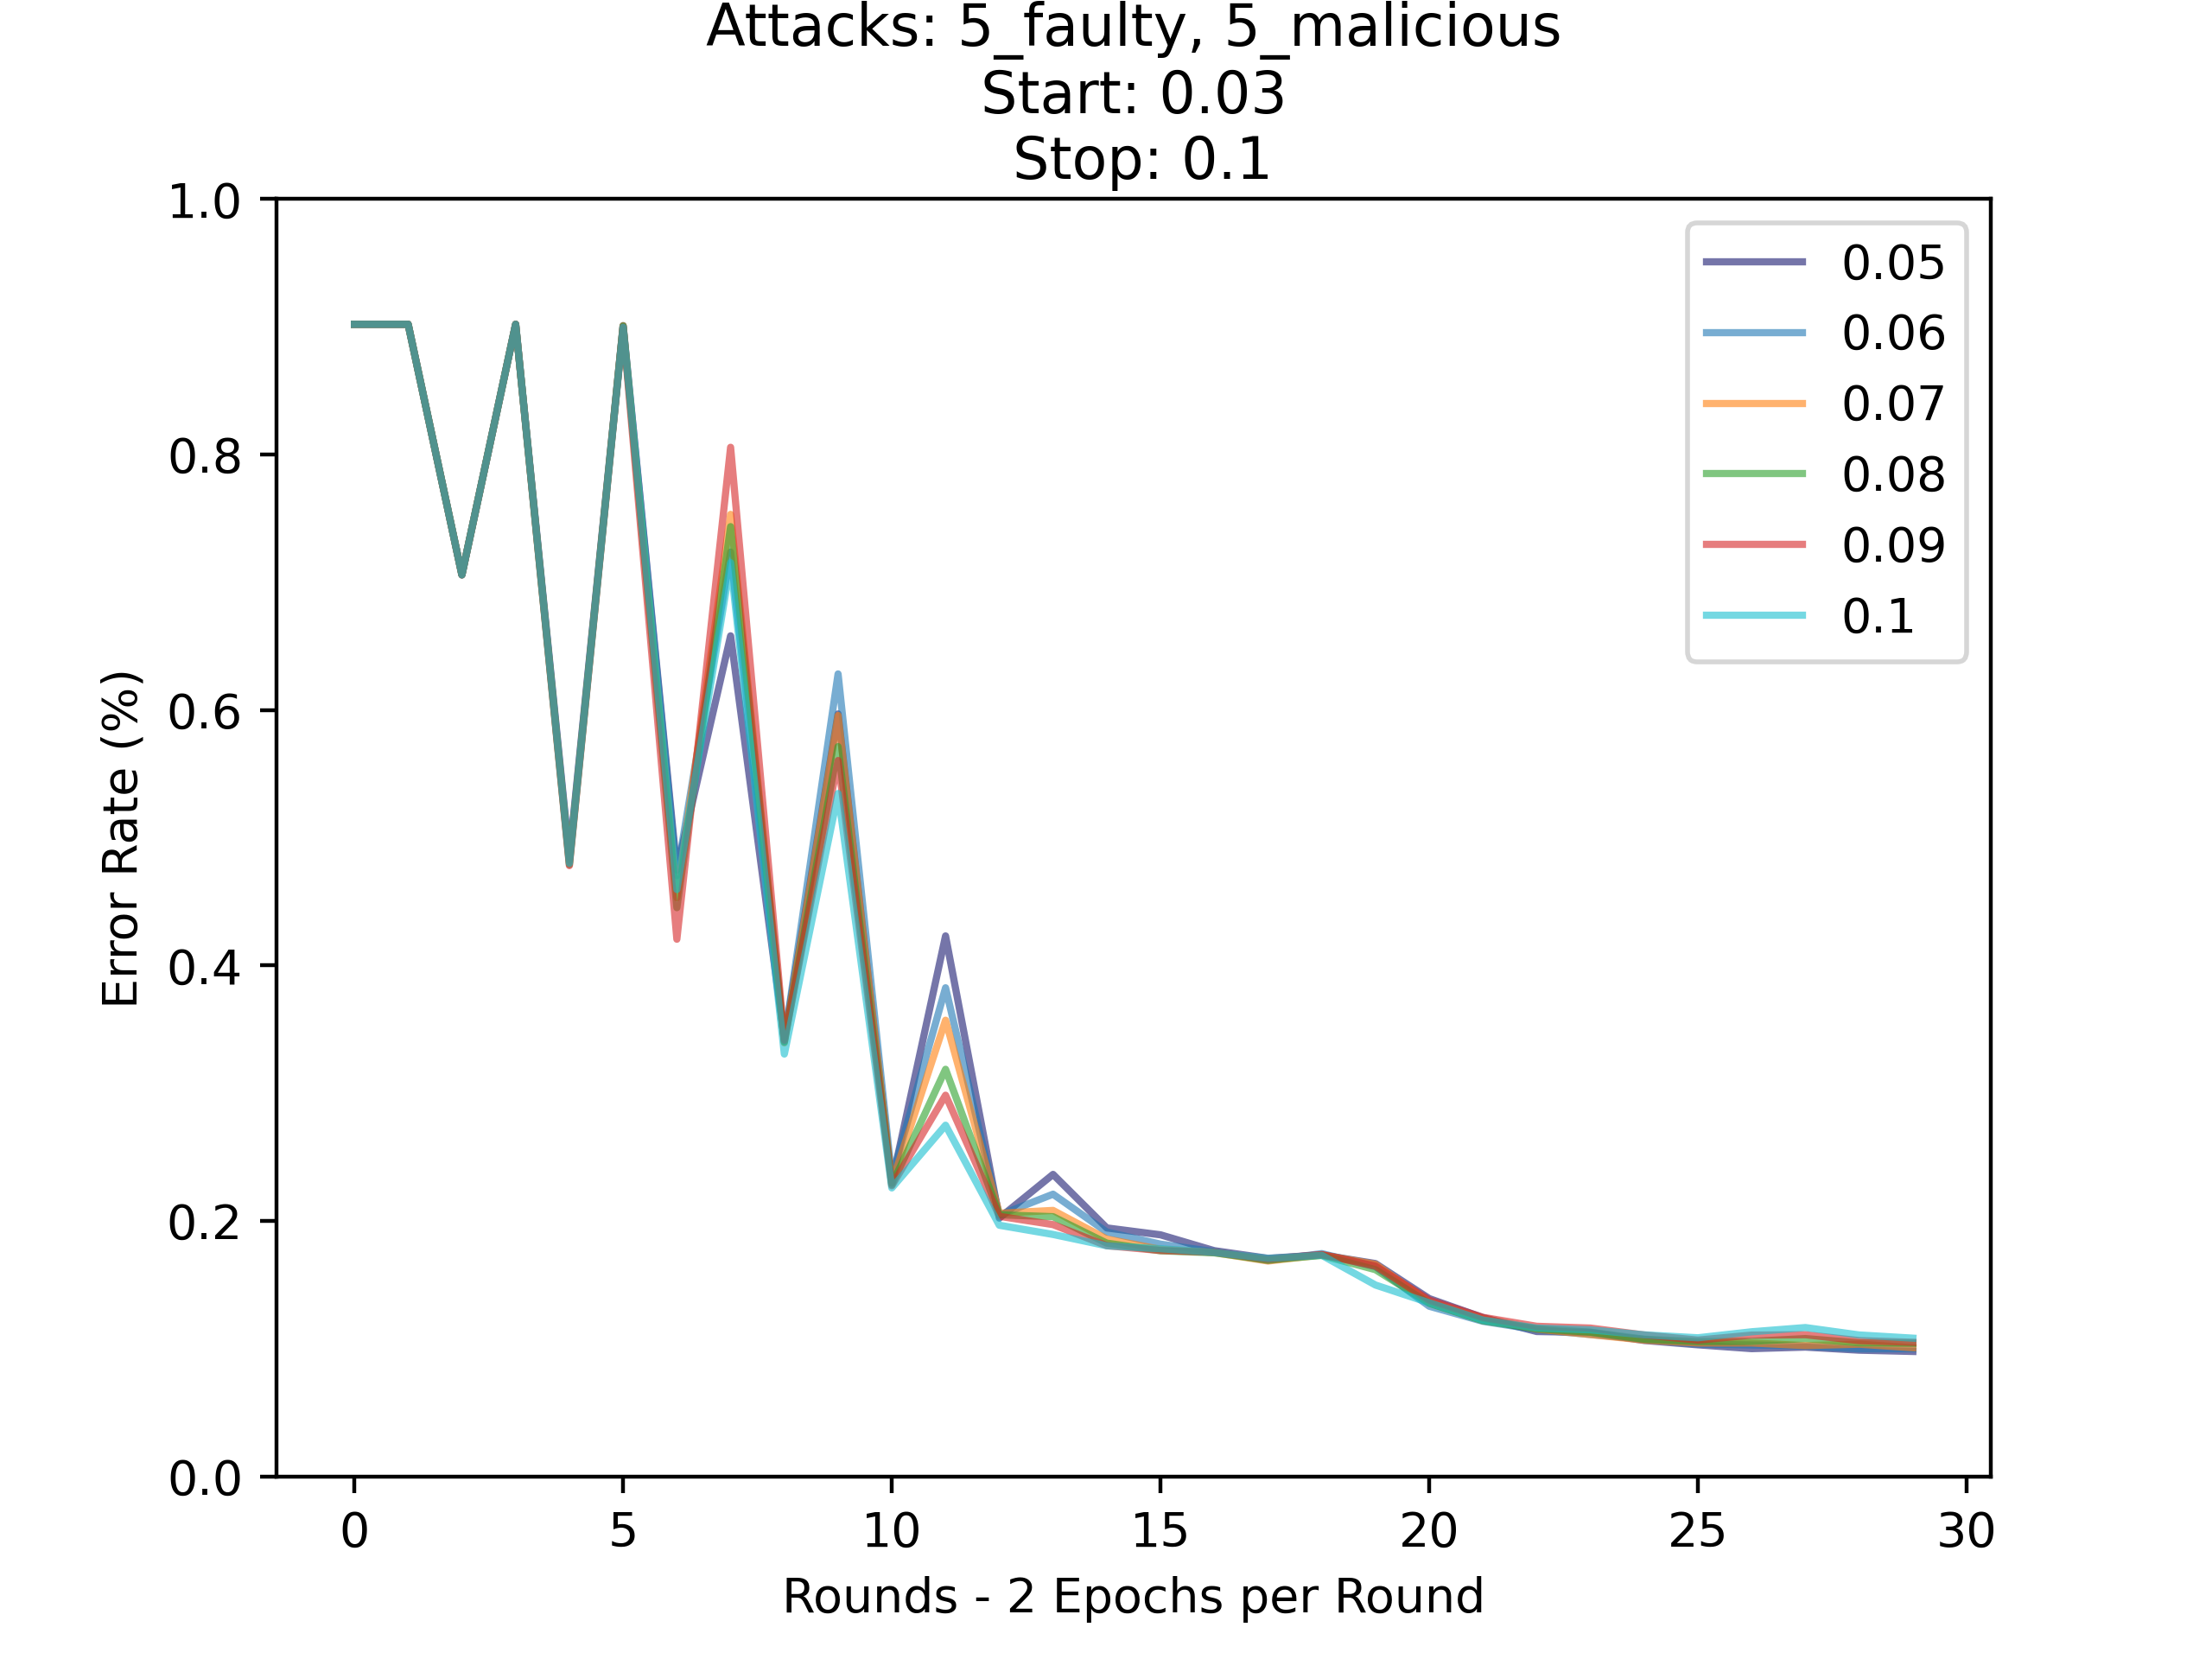 Attacks: 5_faulty, 5_malicious
Start: 0.03
Stop: 0.1
1.0
0.8
0.6
0.4
0.2
0.0
Error Rate (%)
0.05
0.06
0.07
0.08
0.09
0.1
0 5 10 15 20 25 30
Rounds - 2 Epochs per Round